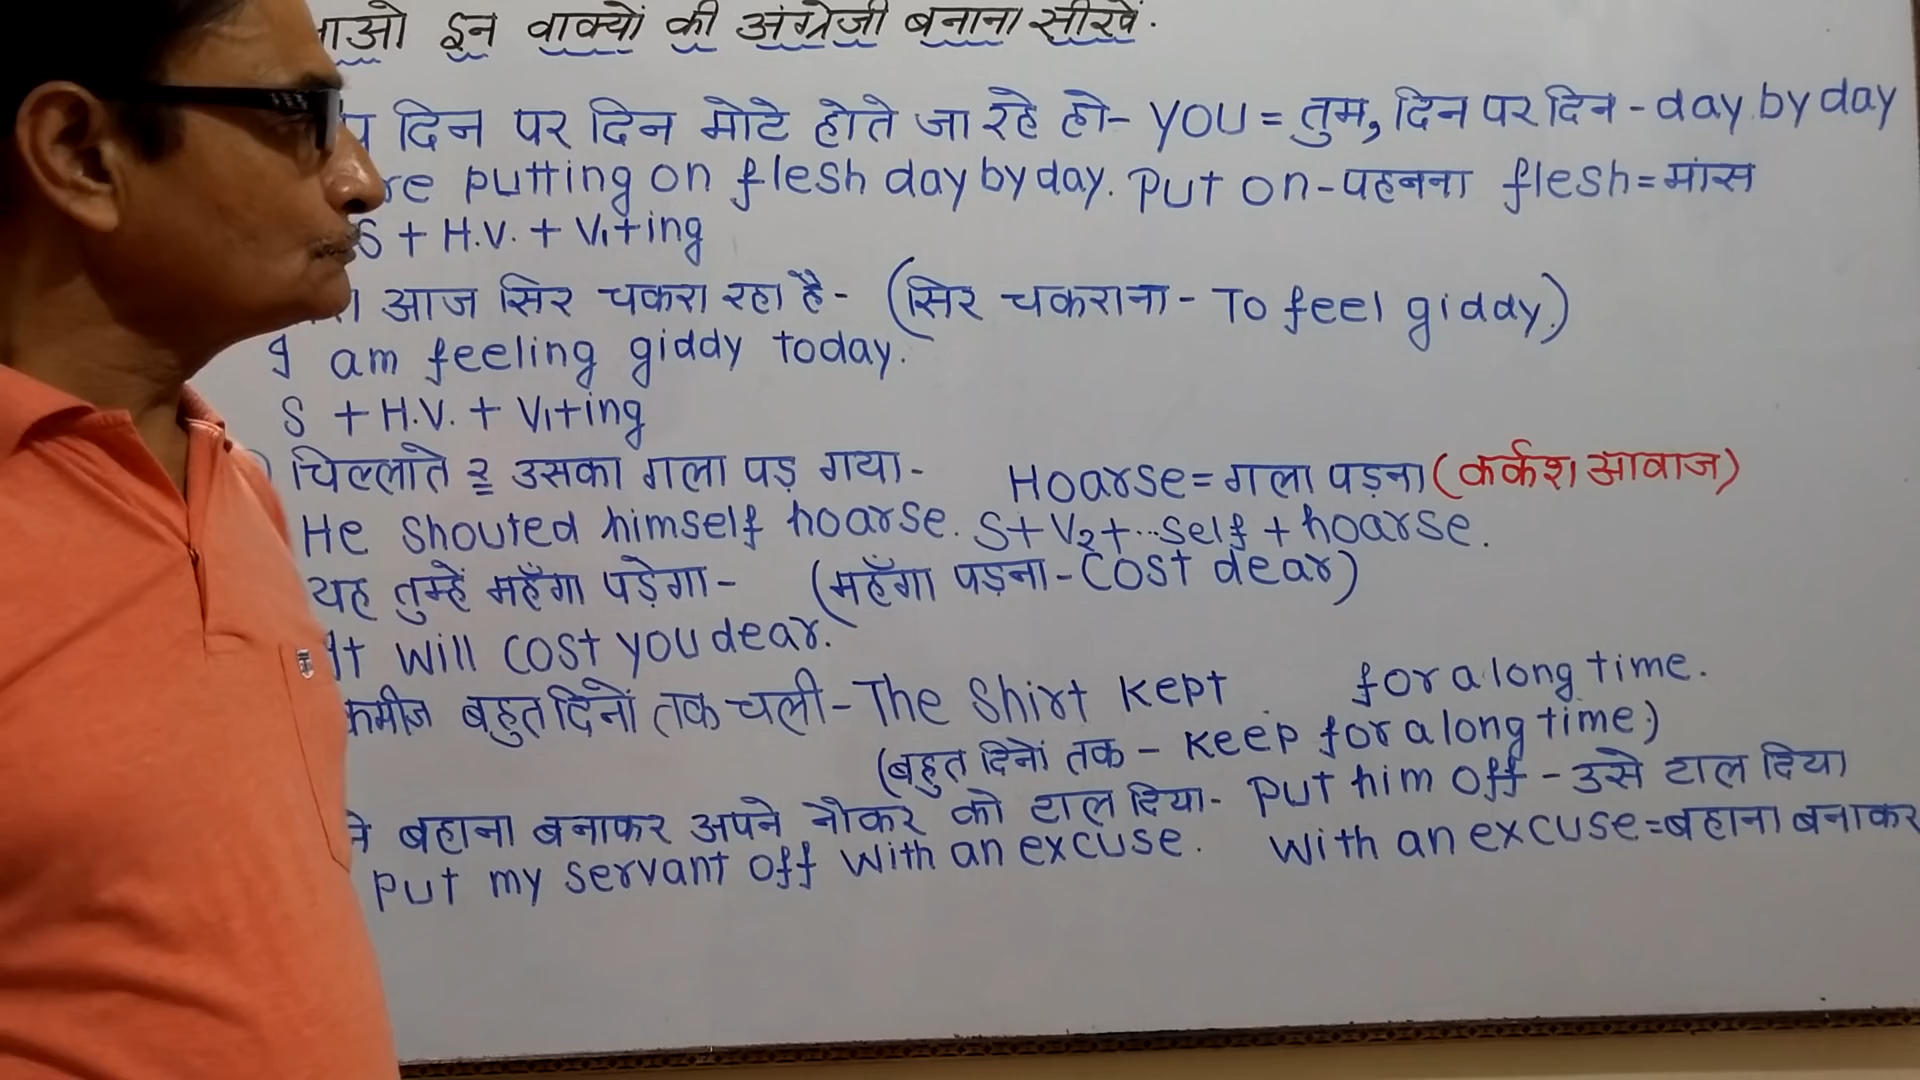 इन वाक्यों की अंग्रेजी बनाना सीखें.
दिन पर दिन मोटे होते जा रहे हो- YOU = तुम, दिन पर दिन - day by day
re putting on flesh day by day. Put on - पहनना flesh = मांस
S + H.V. + V₁+ing
आज सिर चकरा रहा है- (सिर चकराना - To feel giddy.)
I am feeling giddy today.
S + H.V. + V₁+ing
चिल्लाते २ उसका गला पड़ गया- Hoarse = गला पड़ना (कर्कश आवाज)
He shouted himself hoarse. S+V₂+...self + hoarse.
यह तुम्हें महँगा पड़ेगा- (महँगा पड़ना - Cost dear)
It will cost you dear.
कमीज बहुत दिनों तक चली- The Shirt kept for a long time.
(बहुत दिनों तक - Keep for a long time.)
ने बहाना बनाकर अपने नौकर को टाल दिया- Put him off - उसे टाल दिया
Put my servant off with an excuse. With an excuse = बहाना बनाकर